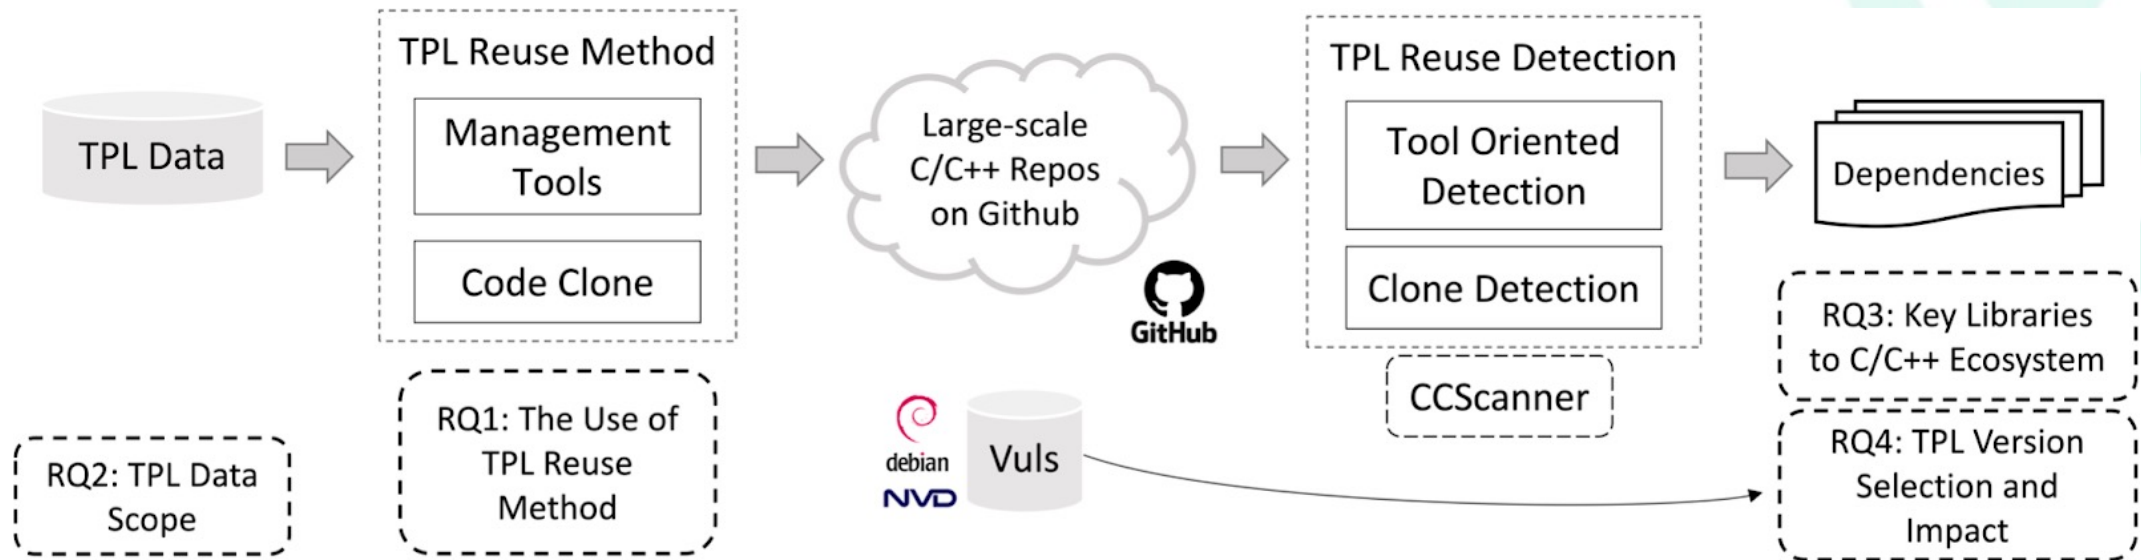 TPL Data
TPL Reuse Method
Management
Tools
Code Clone
Large-scale
C/C++ Repos
on Github
GitHub
TPL Reuse Detection
Tool Oriented
Detection
Clone Detection
CCScanner
Dependencies
RQ2: TPL Data
Scope
RQ1: The Use of
TPL Reuse
Method
debian
NVD
Vuls
RQ3: Key Libraries
to C/C++ Ecosystem
RQ4: TPL Version
Selection and
Impact